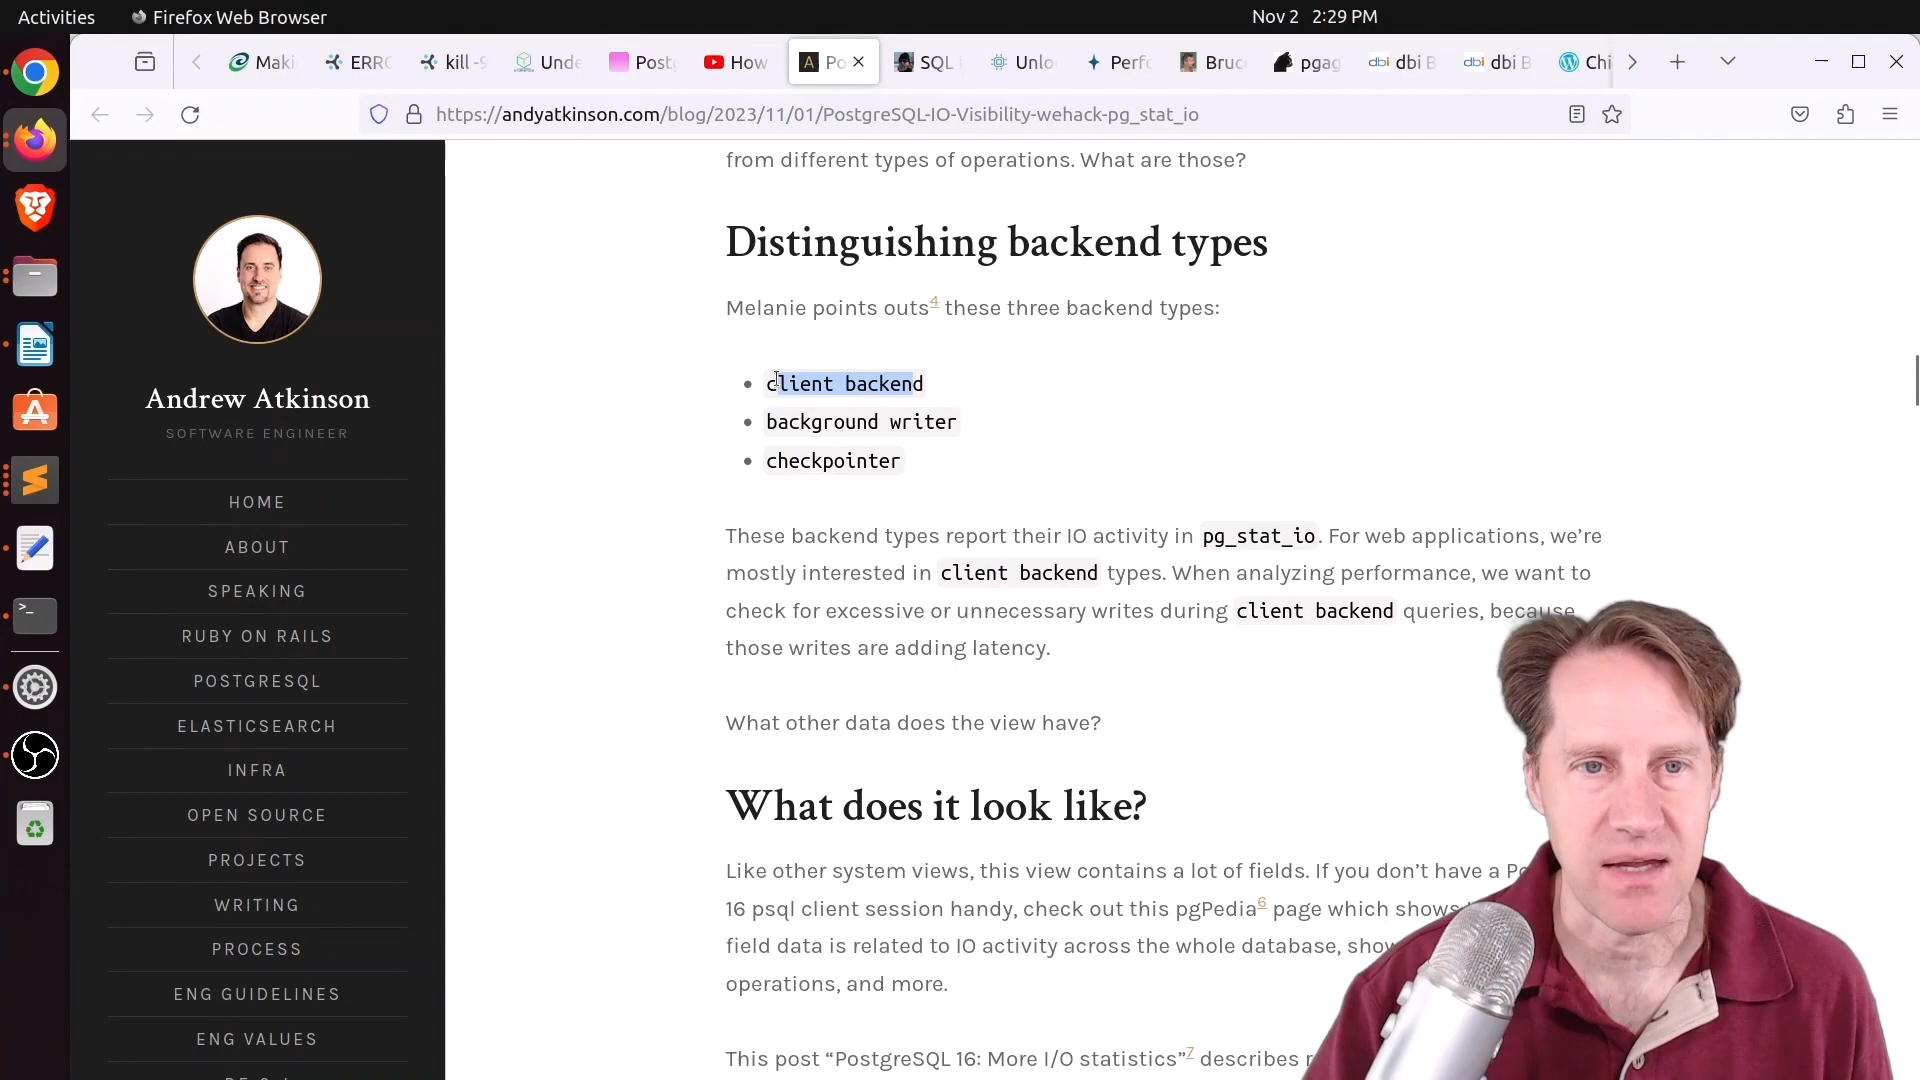 Activities
Firefox Web Browser
Nov 2 2:29 PM
Maki
ERRO
kill -9
Unde
Postg
How
Po
SQL
Unlo
Perfo
Bruc
pgag
dbi B
dbi B
Chi
https://andyatkinson.com/blog/2023/11/01/PostgreSQL-IO-Visibility-wehack-pg_stat_io
Andrew Atkinson
SOFTWARE ENGINEER
HOME
ABOUT
SPEAKING
RUBY ON RAILS
POSTGRESQL
ELASTICSEARCH
INFRA
OPEN SOURCE
PROJECTS
WRITING
PROCESS
ENG GUIDELINES
ENG VALUES
from different types of operations. What are those?
Distinguishing backend types
Melanie points outs4 these three backend types:
client backend
background writer
checkpointer
These backend types report their IO activity in pg_stat_io. For web applications, we’re
mostly interested in client backend types. When analyzing performance, we want to
check for excessive or unnecessary writes during client backend queries, because
those writes are adding latency.
What other data does the view have?
What does it look like?
Like other system views, this view contains a lot of fields. If you don’t have a Po
16 psql client session handy, check out this pgPedia6 page which shows
field data is related to IO activity across the whole database, show
operations, and more.
This post “PostgreSQL 16: More I/O statistics”7 describes